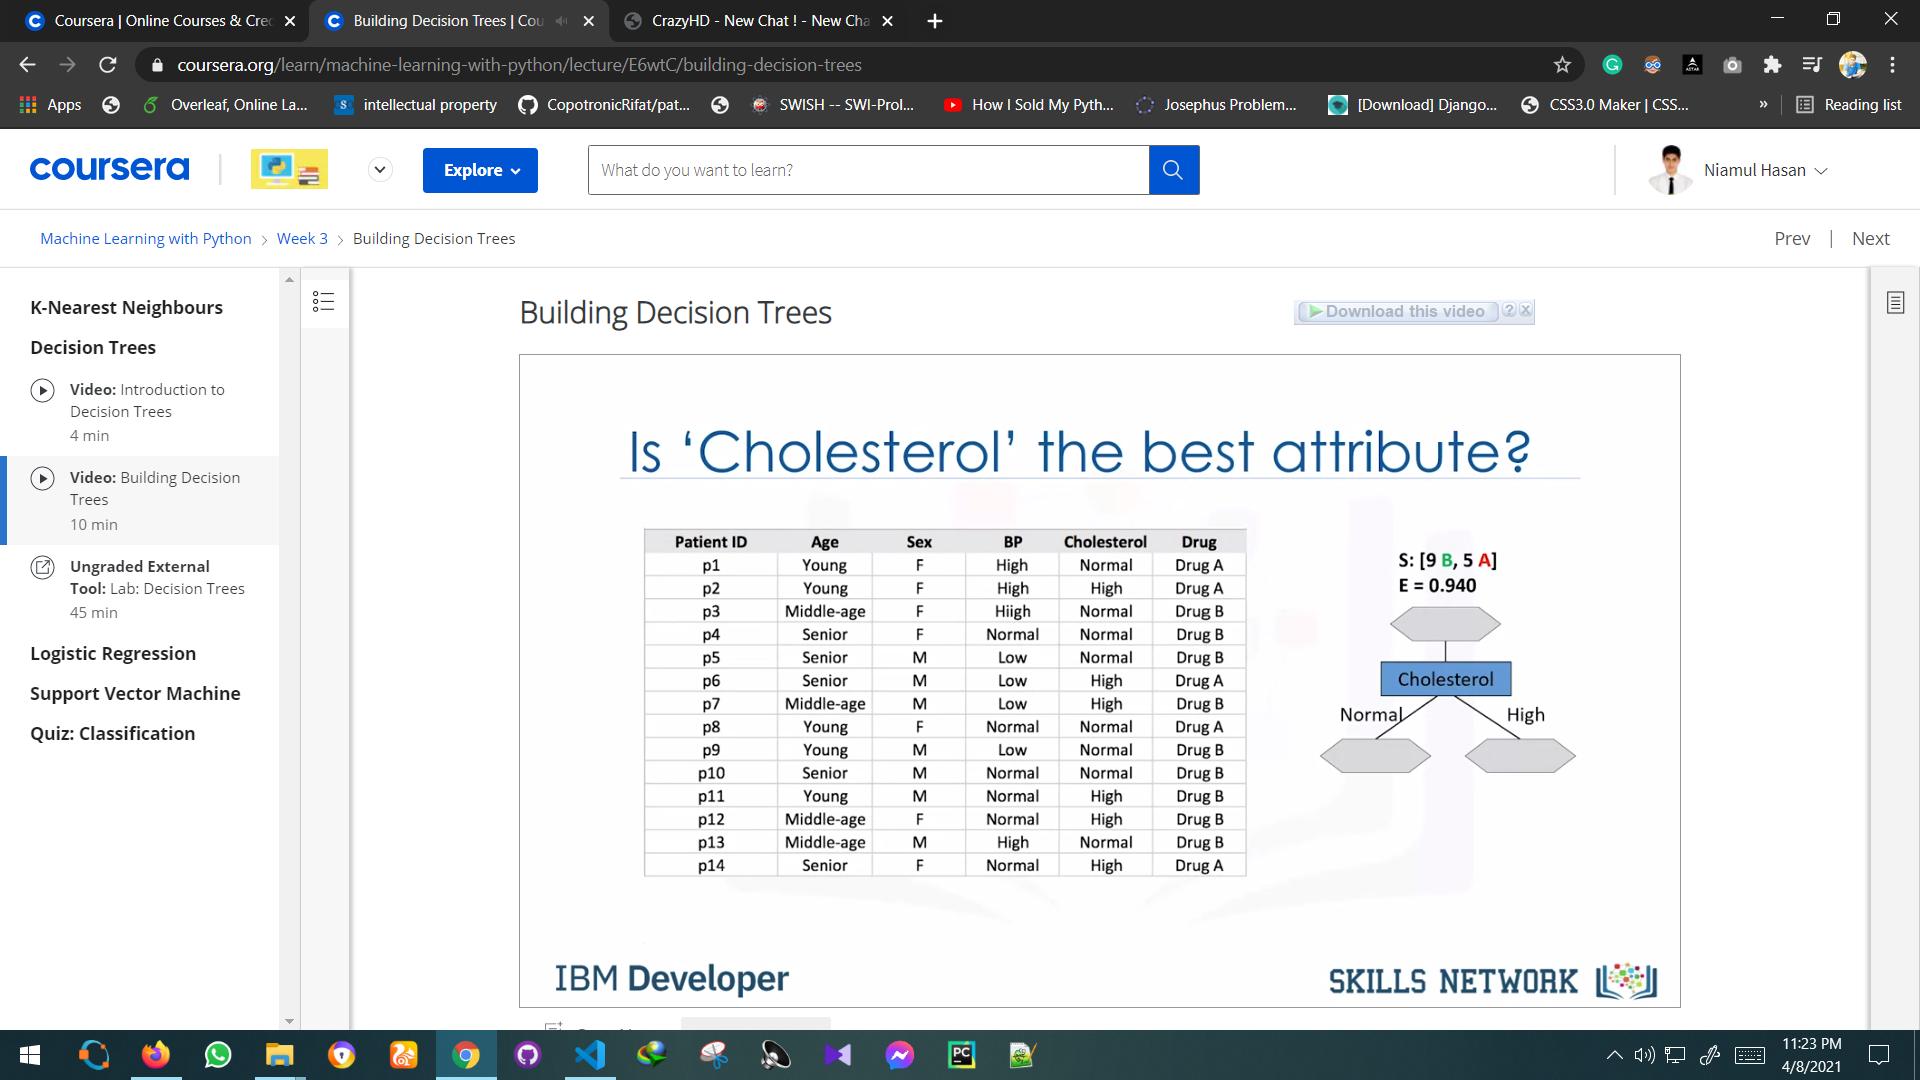 Coursera | Online Courses & Cre
Building Decision Trees | Cou
CrazyHD - New Chat ! - New Cha
coursera.org/learn/machine-learning-with-python/lecture/E6wtC/building-decision-trees
Apps
Overleaf, Online La...
intellectual property
CopotronicRifat/pat...
SWISH -- SWI-Prol...
How I Sold My Pyth...
Josephus Problem...
[Download] Django...
CSS3.0 Maker | CSS...
»
Reading list
coursera
Explore
What do you want to learn?
Niamul Hasan
Machine Learning with Python > Week 3 > Building Decision Trees
Prev | Next
K-Nearest Neighbours
Decision Trees
Video: Introduction to
Decision Trees
4 min
Video: Building Decision
Trees
10 min
Ungraded External
Tool: Lab: Decision Trees
45 min
Logistic Regression
Support Vector Machine
Quiz: Classification
Building Decision Trees
Download this video ? x
Is ‘Cholesterol’ the best attribute?
Patient ID Age Sex BP Cholesterol Drug
p1 Young F High Normal Drug A
p2 Young F High High Drug A
p3 Middle-age F Hiigh Normal Drug B
p4 Senior F Normal Normal Drug B
p5 Senior M Low Normal Drug B
p6 Senior M Low High Drug A
p7 Middle-age M Low High Drug B
p8 Young F Normal Normal Drug A
p9 Young M Low Normal Drug B
p10 Senior M Normal Normal Drug B
p11 Young M Normal High Drug B
p12 Middle-age F Normal High Drug B
p13 Middle-age M High Normal Drug B
p14 Senior F Normal High Drug A
S: [9 B, 5 A]
E = 0.940
Cholesterol
Normal High
IBM Developer
SKILLS NETWORK
11:23 PM
4/8/2021